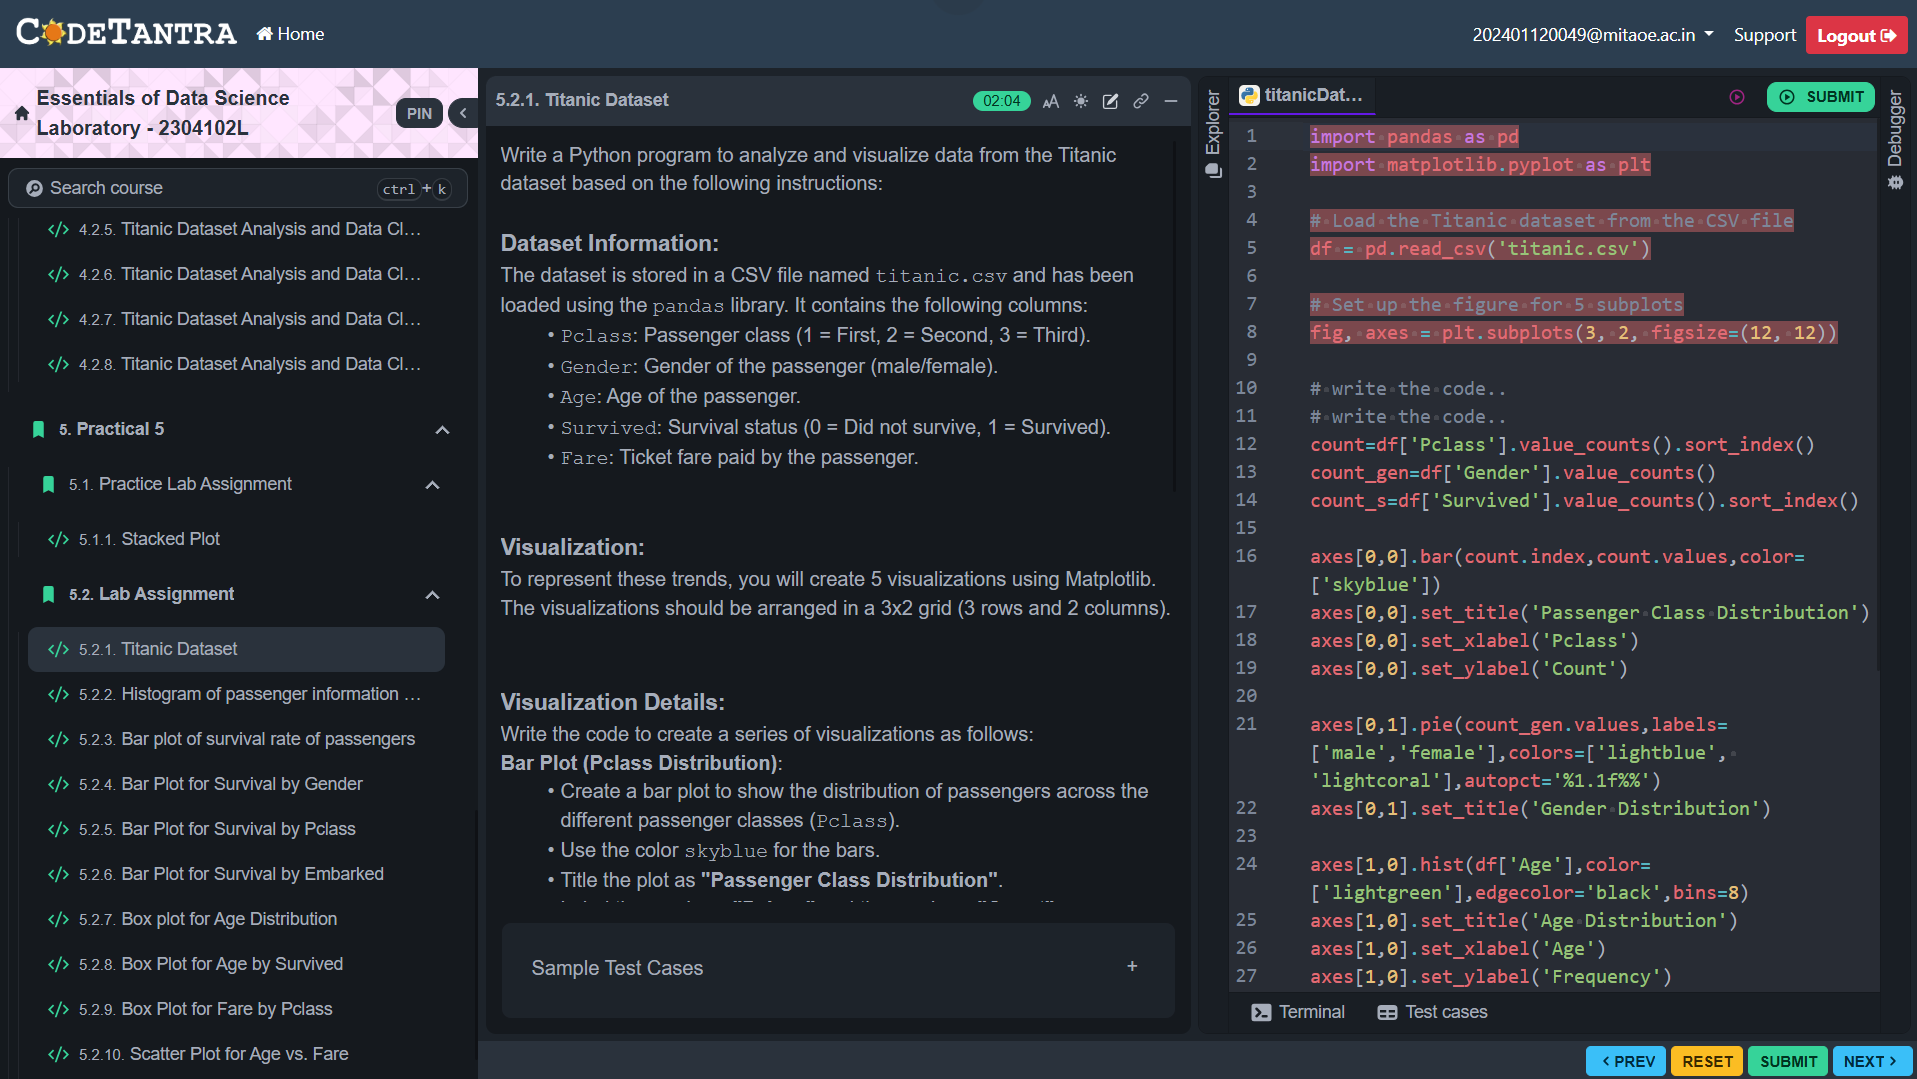 CODETANTRA
Home
202401120049@mitaoe.ac.in
Support
Logout
Essentials of Data Science
Laboratory - 2304102L
PIN
Search course
ctrl + k
4.2.5. Titanic Dataset Analysis and Data Cl...
4.2.6. Titanic Dataset Analysis and Data Cl...
4.2.7. Titanic Dataset Analysis and Data Cl...
4.2.8. Titanic Dataset Analysis and Data Cl...
5. Practical 5
5.1. Practice Lab Assignment
5.1.1. Stacked Plot
5.2. Lab Assignment
5.2.1. Titanic Dataset
5.2.2. Histogram of passenger information ...
5.2.3. Bar plot of survival rate of passengers
5.2.4. Bar Plot for Survival by Gender
5.2.5. Bar Plot for Survival by Pclass
5.2.6. Bar Plot for Survival by Embarked
5.2.7. Box plot for Age Distribution
5.2.8. Box Plot for Age by Survived
5.2.9. Box Plot for Fare by Pclass
5.2.10. Scatter Plot for Age vs. Fare
5.2.1. Titanic Dataset
02:04
AA
Write a Python program to analyze and visualize data from the Titanic
dataset based on the following instructions:
Dataset Information:
The dataset is stored in a CSV file named titanic.csv and has been
loaded using the pandas library. It contains the following columns:
• Pclass: Passenger class (1 = First, 2 = Second, 3 = Third).
• Gender: Gender of the passenger (male/female).
• Age: Age of the passenger.
• Survived: Survival status (0 = Did not survive, 1 = Survived).
• Fare: Ticket fare paid by the passenger.
Visualization:
To represent these trends, you will create 5 visualizations using Matplotlib.
The visualizations should be arranged in a 3x2 grid (3 rows and 2 columns).
Visualization Details:
Write the code to create a series of visualizations as follows:
Bar Plot (Pclass Distribution):
• Create a bar plot to show the distribution of passengers across the
different passenger classes (Pclass).
• Use the color skyblue for the bars.
• Title the plot as "Passenger Class Distribution".
Sample Test Cases
+
Explorer
titanicDat...
SUBMIT
Debugger
1 import pandas as pd
2 import matplotlib.pyplot as plt
3
4 # Load the Titanic dataset from the CSV file
5 df = pd.read_csv('titanic.csv')
6
7 # Set up the figure for 5 subplots
8 fig, axes = plt.subplots(3, 2, figsize=(12, 12))
9
10 # write the code..
11 # write the code..
12 count=df['Pclass'].value_counts().sort_index()
13 count_gen=df['Gender'].value_counts()
14 count_s=df['Survived'].value_counts().sort_index()
15
16 axes[0,0].bar(count.index,count.values,color=
['skyblue'])
17 axes[0,0].set_title('Passenger Class Distribution')
18 axes[0,0].set_xlabel('Pclass')
19 axes[0,0].set_ylabel('Count')
20
21 axes[0,1].pie(count_gen.values,labels=
['male','female'],colors=['lightblue',
'lightcoral'],autopct='%1.1f%%')
22 axes[0,1].set_title('Gender Distribution')
23
24 axes[1,0].hist(df['Age'],color=
['lightgreen'],edgecolor='black',bins=8)
25 axes[1,0].set_title('Age Distribution')
26 axes[1,0].set_xlabel('Age')
27 axes[1,0].set_ylabel('Frequency')
Terminal
Test cases
PREV
RESET
SUBMIT
NEXT